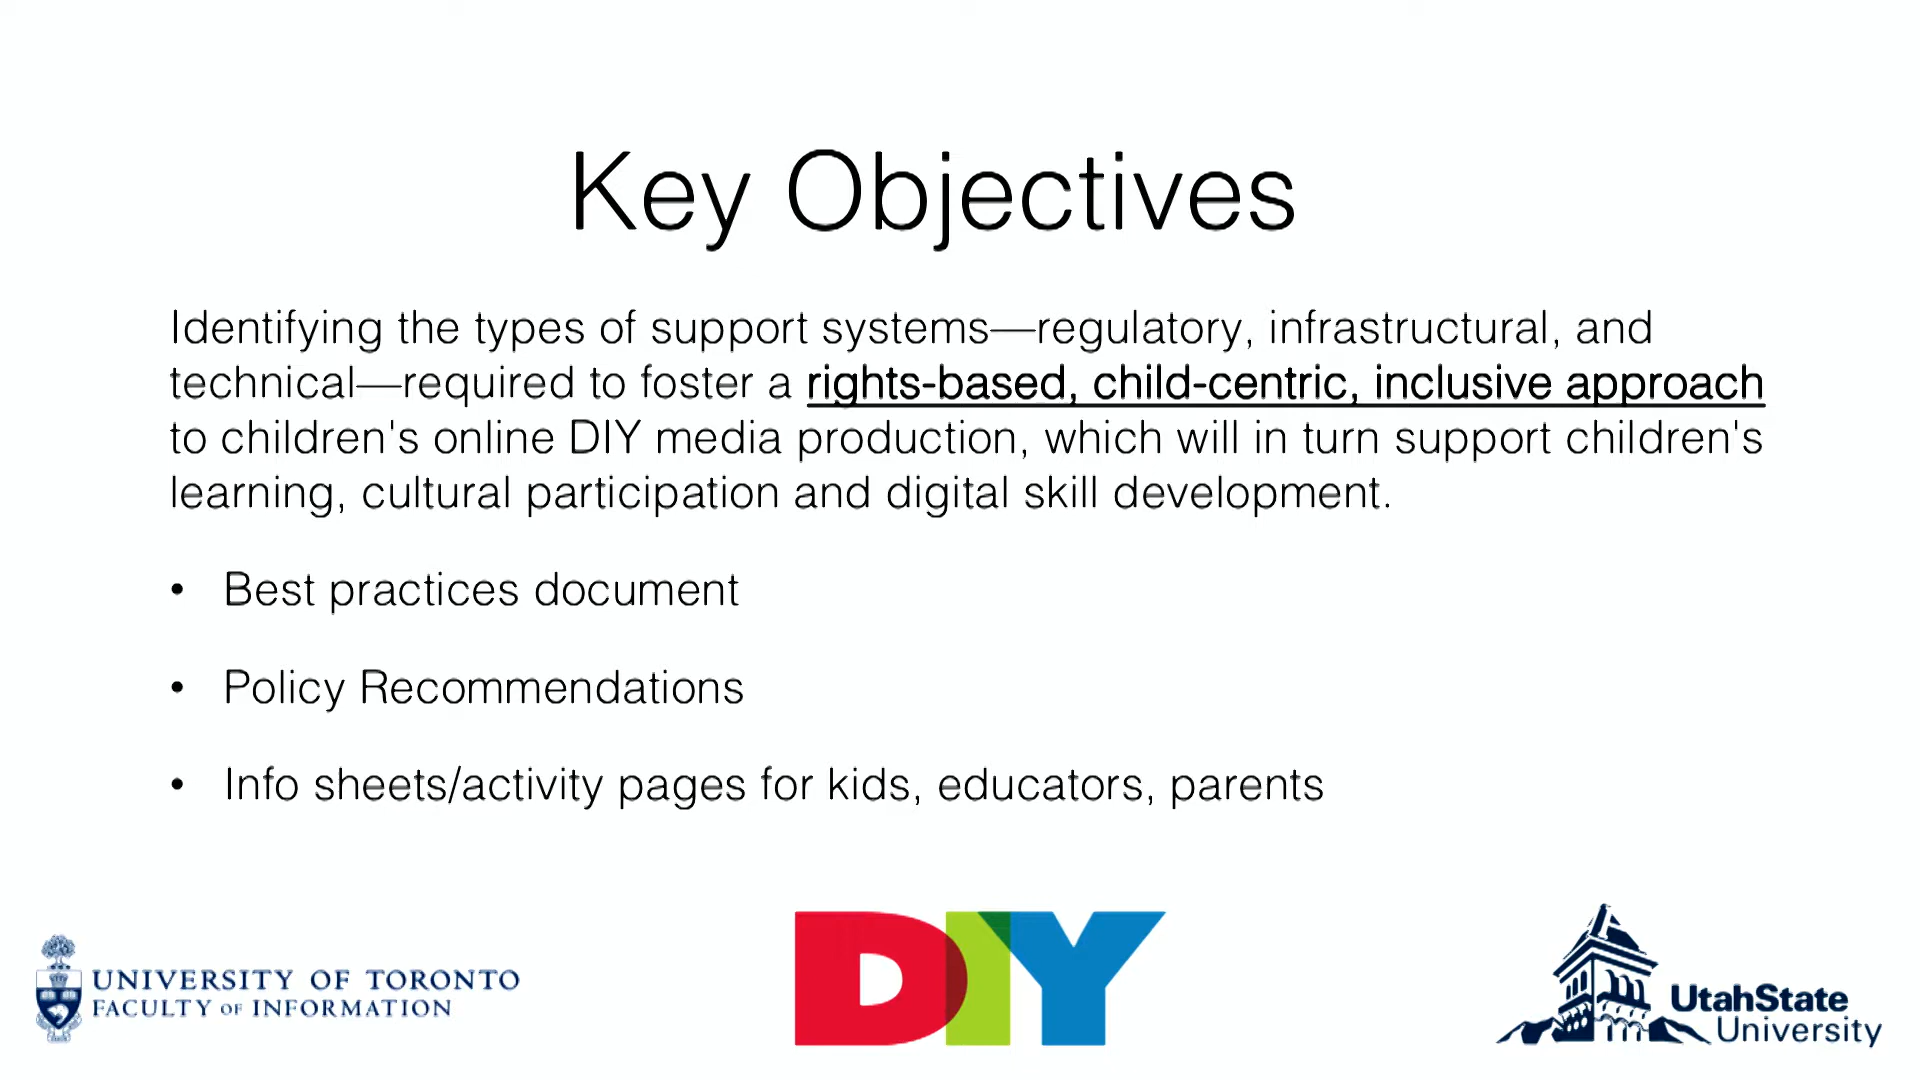 Key Objectives
Identifying the types of support systems—regulatory, infrastructural, and
technical—required to foster a rights-based, child-centric, inclusive approach
to children's online DIY media production, which will in turn support children's
learning, cultural participation and digital skill development.
• Best practices document
• Policy Recommendations
• Info sheets/activity pages for kids, educators, parents
UNIVERSITY OF TORONTO
FACULTY OF INFORMATION
DIY
UtahState
University